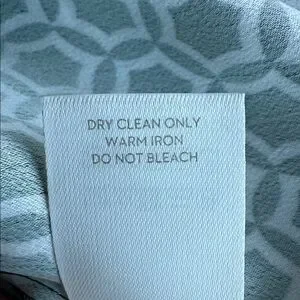 DRY CLEAN ONLY
WARM IRON
DO NOT BLEACH